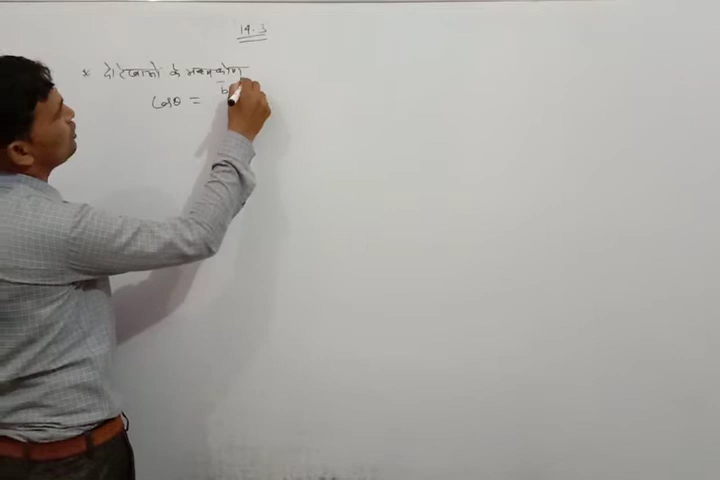 14.3
* दो रेखाओं के मध्य कोण
cosθ = b